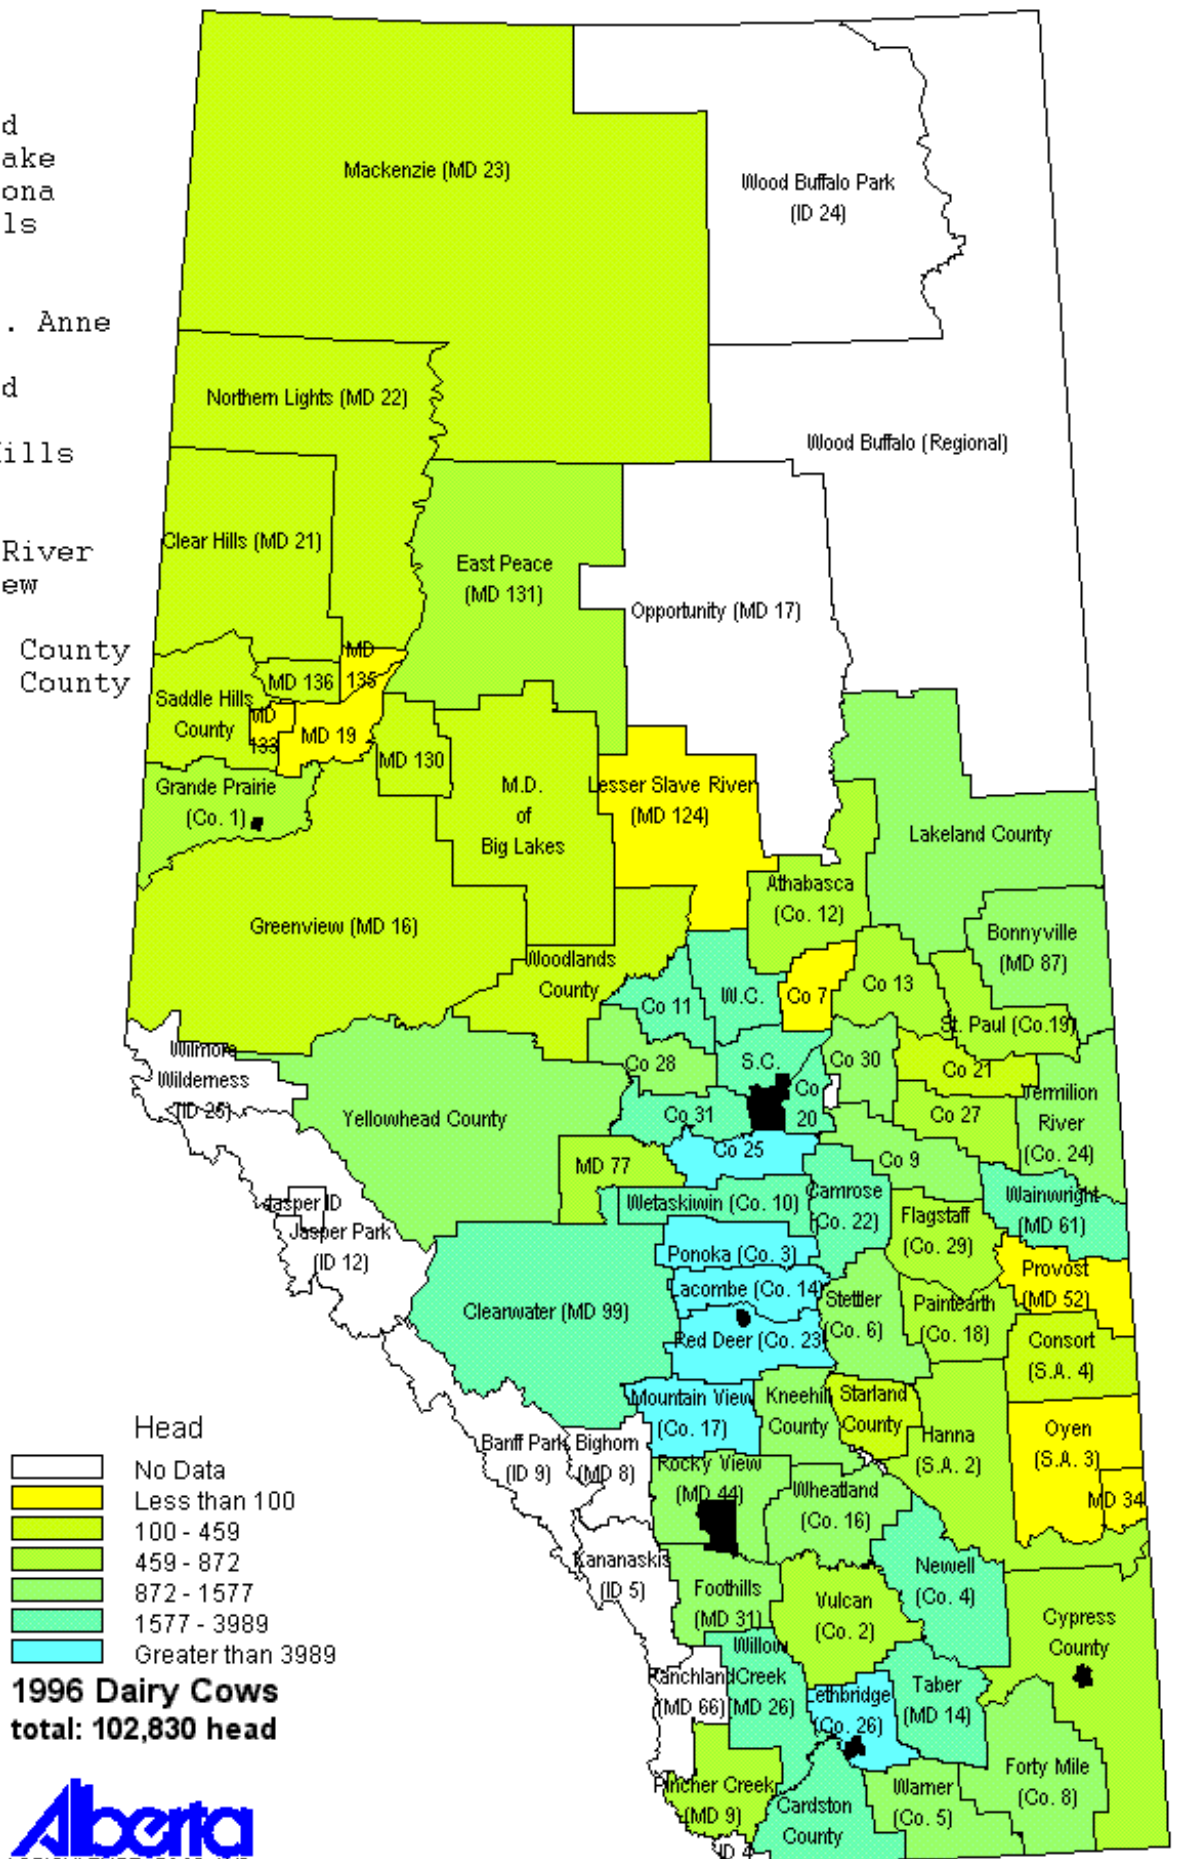 d
ake
ona
ls
. Anne
d
ills
River
ew
County
County
Mackenzie (MD 23)
Wood Buffalo Park
(ID 24)
Northern Lights (MD 22)
Wood Buffalo (Regional)
Clear Hills (MD 21)
East Peace
(MD 131)
Opportunity (MD 17)
MD
135
MD 136
Saddle Hills
County
MD
133
MD 19
MD 130
Grande Prairie
(Co. 1)
M.D.
of
Big Lakes
Lesser Slave River
(MD 124)
Lakeland County
Athabasca
(Co. 12)
Greenview (MD 16)
Bonnyville
(MD 87)
Woodlands
County
Co 11
W.C.
Co 7
Co 13
St. Paul (Co.19)
Wilmore
Wilderness
(ID 25)
Co 28
S.C.
Co 30
Co 21
Vermilion
River
(Co. 24)
Yellowhead County
Co 31
Co
20
Co 27
Co 25
MD 77
Co 9
Jasper ID
Jasper Park
(ID 12)
Wetaskiwin (Co. 10)
Camrose
(Co. 22)
Wainwright
(MD 61)
Flagstaff
(Co. 29)
Ponoka (Co. 3)
Provost
(MD 52)
Clearwater (MD 99)
Lacombe (Co. 14)
Stettler
(Co. 6)
Paintearth
(Co. 18)
Red Deer (Co. 23)
Consort
(S.A. 4)
Mountain View
(Co. 17)
Kneehill
County
Starland
County
Hanna
(S.A. 2)
Oyen
(S.A. 3)
MD 34
Banff Park
(ID 9)
Bighorn
(MD 8)
Rocky View
(MD 44)
Wheatland
(Co. 16)
Kananaskis
(ID 5)
Foothills
(MD 31)
Vulcan
(Co. 2)
Newell
(Co. 4)
Cypress
County
Willow
Creek
(MD 26)
Ranchland
(MD 66)
Lethbridge
(Co. 26)
Taber
(MD 14)
Pincher Creek
(MD 9)
Cardston
County
Warner
(Co. 5)
Forty Mile
(Co. 8)
ID 4
Head
No Data
Less than 100
100 - 459
459 - 872
872 - 1577
1577 - 3989
Greater than 3989
1996 Dairy Cows
total: 102,830 head
Alberta